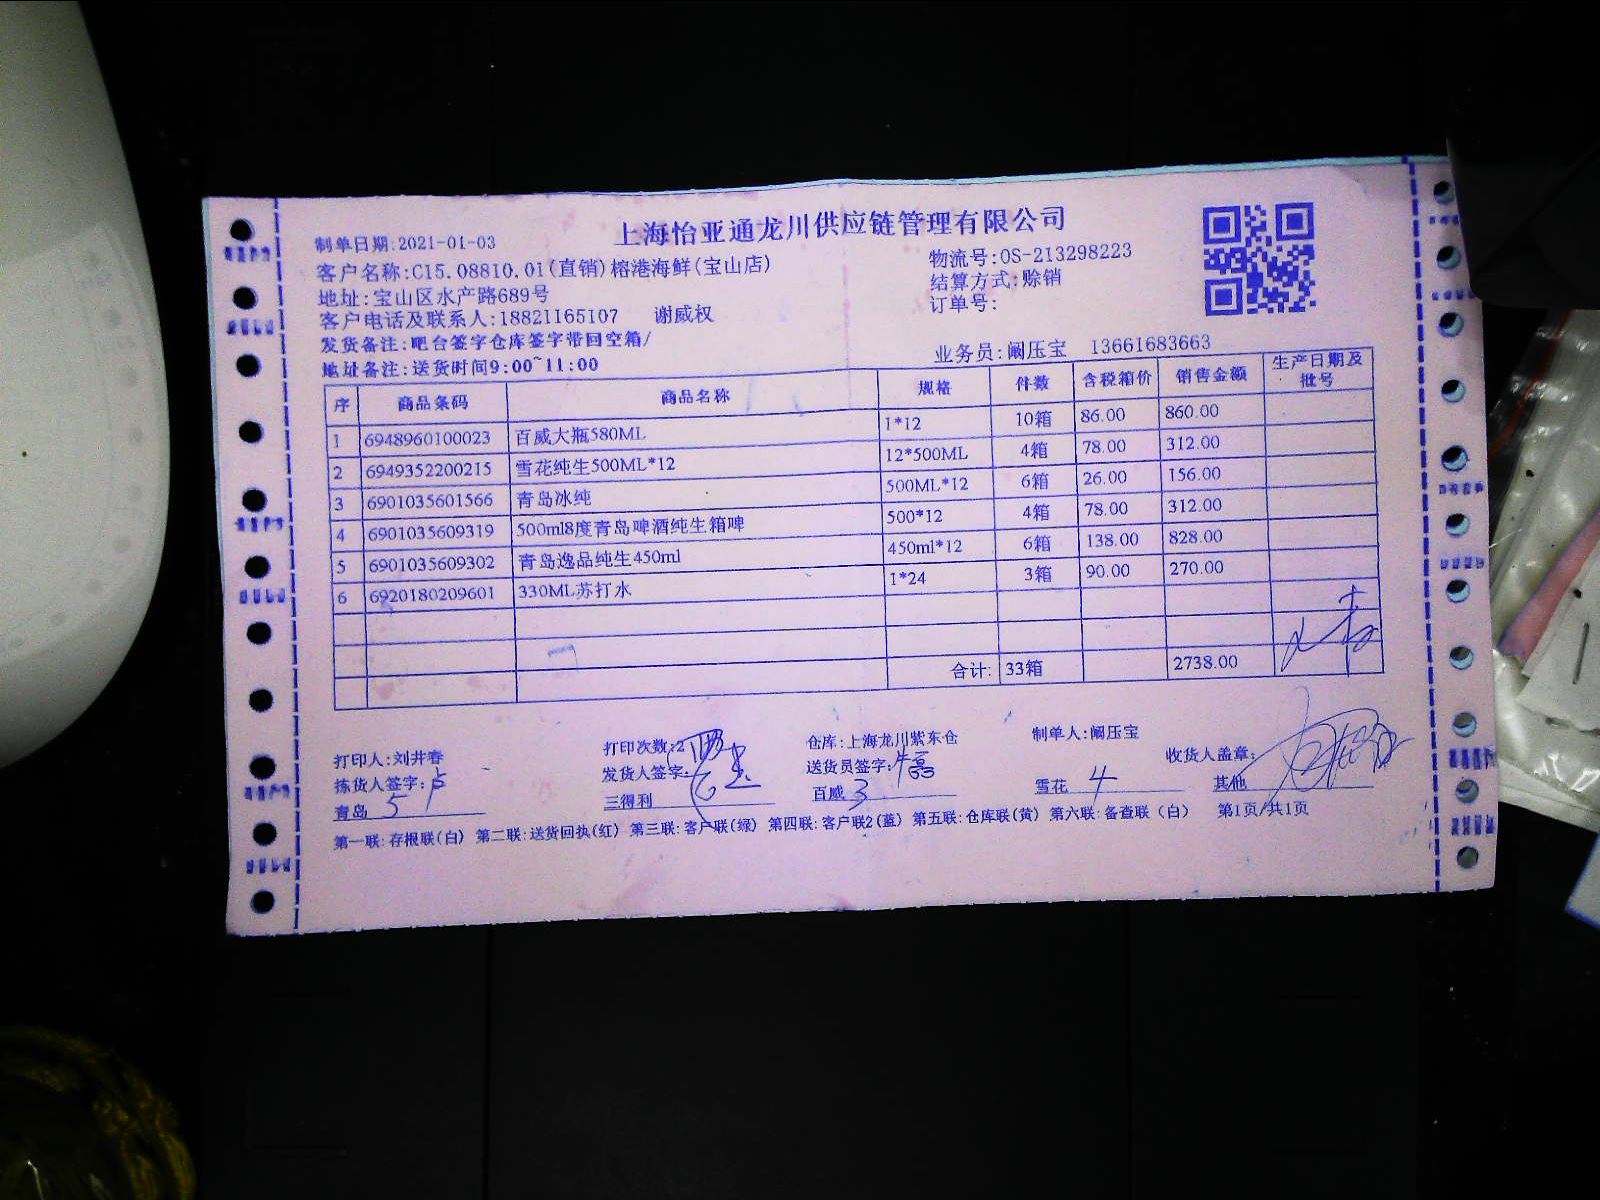 上海怡亚通龙川供应链管理有限公司
制单日期:2021-01-03
客户名称:C15.08810.01(直销)榕港海鲜(宝山店) 物流号:OS-213298223
地址:宝山区水产路689号 结算方式:赊销
客户电话及联系人:18821165107 谢威权 订单号:
发货备注:吧台签字仓库签字带回空箱/
地址备注:送货时间9:00~11:00 业务员:阚压宝 13661683663
序 商品条码 商品名称 规格 件数 含税箱价 销售金额 生产日期及批号
1 6948960100023 百威大瓶580ML 1*12 10箱 86.00 860.00
2 6949352200215 雪花纯生500ML*12 12*500ML 4箱 78.00 312.00
3 6901035601566 青岛冰纯 500ML*12 6箱 26.00 156.00
4 6901035609319 500ml8度青岛啤酒纯生箱啤 500*12 4箱 78.00 312.00
5 6901035609302 青岛逸品纯生450ml 450ml*12 6箱 138.00 828.00
6 6920180209601 330ML苏打水 1*24 3箱 90.00 270.00
合计: 33箱 2738.00
打印人:刘井春 打印次数:2 仓库:上海龙川紫东仓 制单人:阚压宝
拣货人签字: 发货人签字: 送货员签字: 收货人盖章:
青岛 5 三得利 百威 3 雪花 4 其他
第一联:存根联(白) 第二联:送货回执(红) 第三联:客户联(绿) 第四联:客户联2(蓝) 第五联:仓库联(黄) 第六联:备查联（白） 第1页/共1页